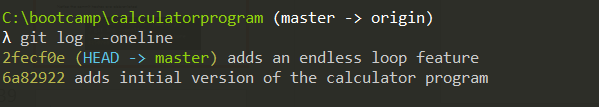 C:\bootcamp\calculatorprogram (master -> origin)
λ git log --oneline
2fecf0e (HEAD -> master) adds an endless loop feature
6a82922 adds initial version of the calculator program